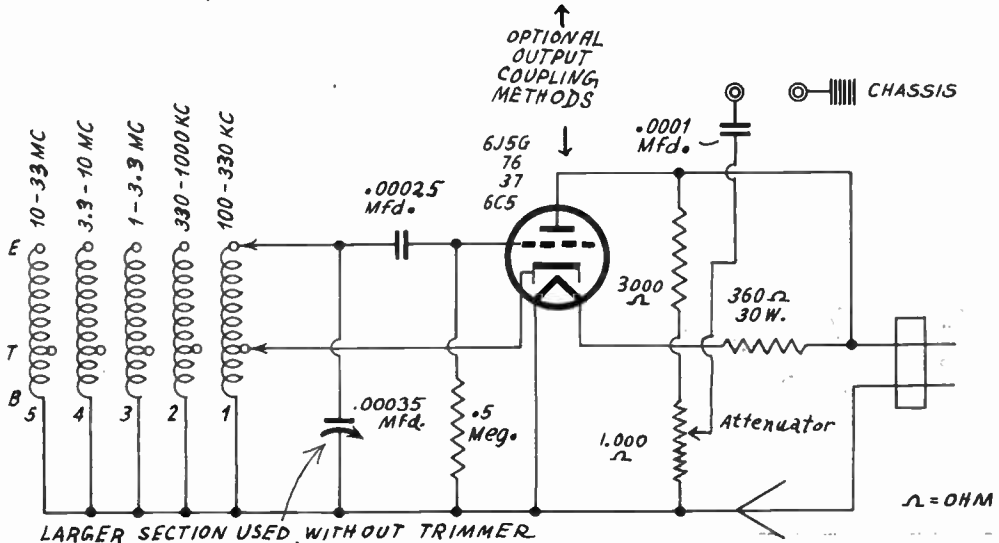 OPTIONAL
OUTPUT
COUPLING
METHODS
CHASSIS
.0001
Mfd.
6J5G
76
37
6C5
10-33 MC
3.3-10 MC
1-3.3 MC
330-1000 KC
100-330 KC
.00025
Mfd.
E
T
B
5
4
3
2
1
3000
Ω
360 Ω
30 W.
.00035
Mfd.
.5
Meg.
1.000
Ω
Attenuator
Ω = OHM
LARGER SECTION USED WITHOUT TRIMMER